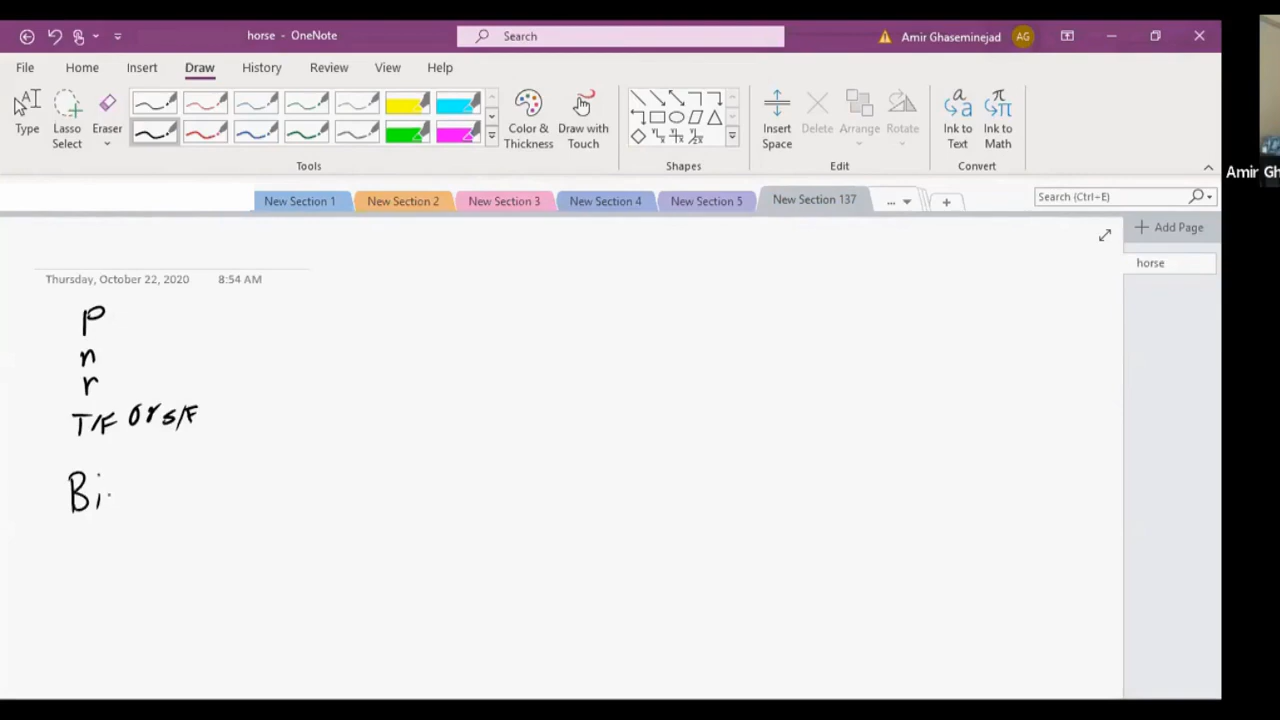 horse - OneNote
Search
Amir Ghaseminejad
AG
File Home Insert Draw History Review View Help
Type
Lasso Select
Eraser
Color & Thickness
Draw with Touch
Insert Space
Delete
Arrange
Rotate
Ink to Text
Ink to Math
Tools
Shapes
Edit
Convert
New Section 1
New Section 2
New Section 3
New Section 4
New Section 5
New Section 137
...
Search (Ctrl+E)
Add Page
horse
Thursday, October 22, 2020 8:54 AM
P
n
r
T/F Or S/F
Bi
Amir Gh